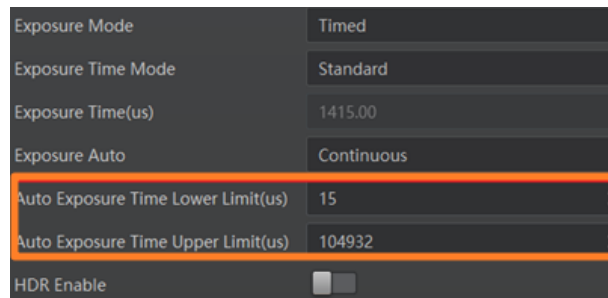 Exposure Mode Timed
Exposure Time Mode Standard
Exposure Time(us) 1415.00
Exposure Auto Continuous
Auto Exposure Time Lower Limit(us) 15
Auto Exposure Time Upper Limit(us) 104932
HDR Enable